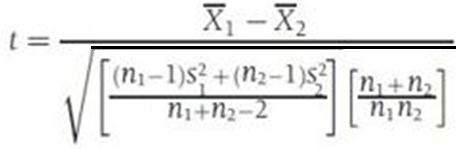 t = (X̅₁ − X̅₂) / √([((n₁−1)s₁² + (n₂−1)s₂²) / (n₁+n₂−2)] [(n₁+n₂) / (n₁n₂)])